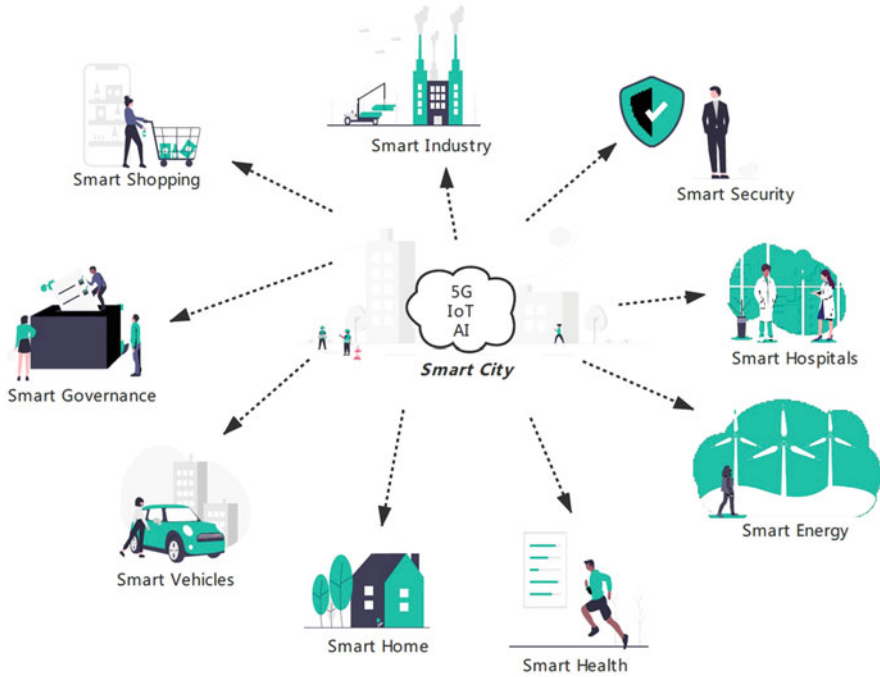 Smart Industry
Smart Shopping
Smart Security
5G
IoT
AI
Smart City
Smart Hospitals
Smart Governance
Smart Energy
Smart Vehicles
Smart Home
Smart Health